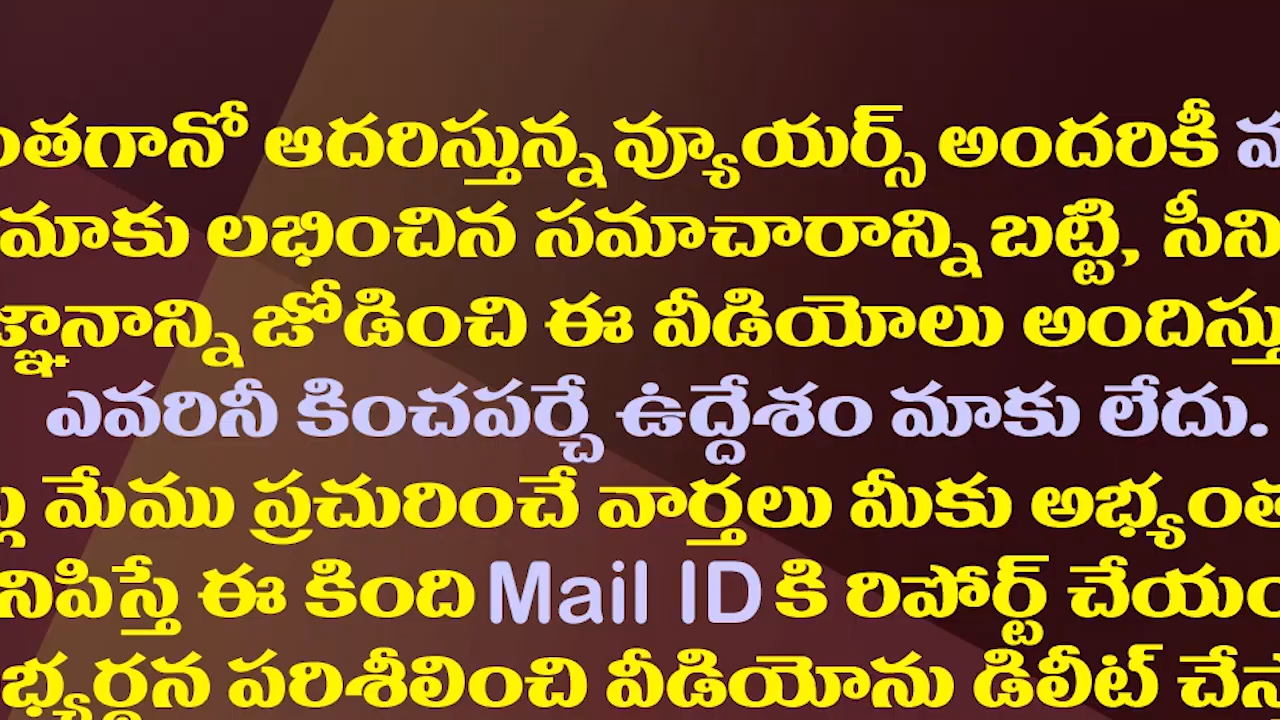 ంతగానో ఆదరిస్తున్న వ్యూయర్స్ అందరికీ
మాకు లభించిన సమాచారాన్ని బట్టి, సీని
జ్ఞానాన్ని జోడించి ఈ వీడియోలు అందిస్తు
ఎవరినీ కించపర్చే ఉద్దేశం మాకు లేదు.
ల్ల మేము ప్రచురించే వార్తలు మీకు అభ్యంత
నిపిస్తే ఈ కింది Mail ID కి రిపోర్ట్ చేయం
భ్యర్థన పరిశీలించి వీడియోను డిలీట్ చేస